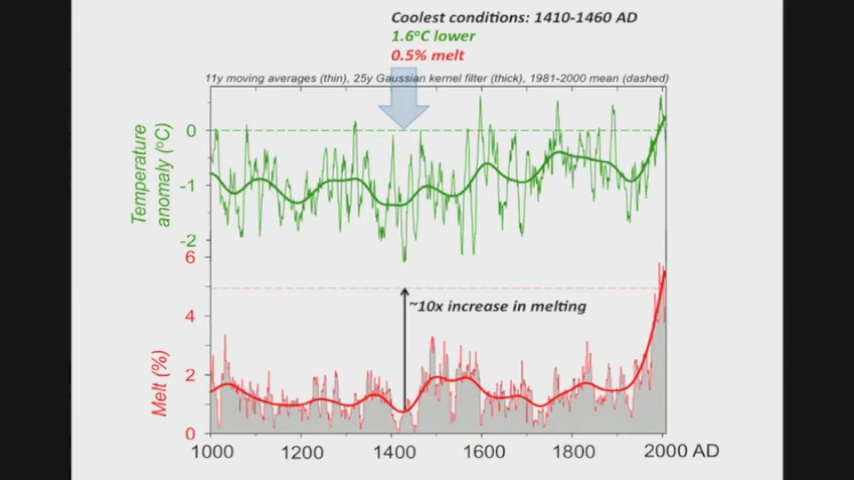 Coolest conditions: 1410-1460 AD
1.6°C lower
0.5% melt
11y moving averages (thin), 25y Gaussian kernel filter (thick), 1981-2000 mean (dashed)
Temperature
anomaly (°C)
0
-1
-2
6
4
2
0
Melt (%)
~10x increase in melting
1000 1200 1400 1600 1800 2000 AD